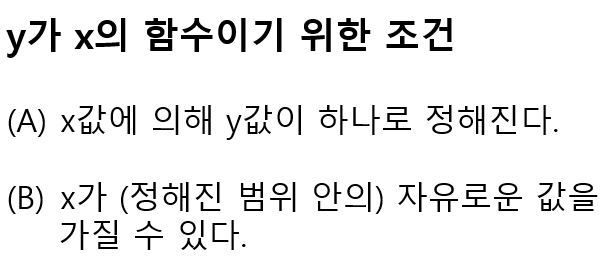 y가 x의 함수이기 위한 조건
(A) x값에 의해 y값이 하나로 정해진다.
(B) x가 (정해진 범위 안의) 자유로운 값을
가질 수 있다.